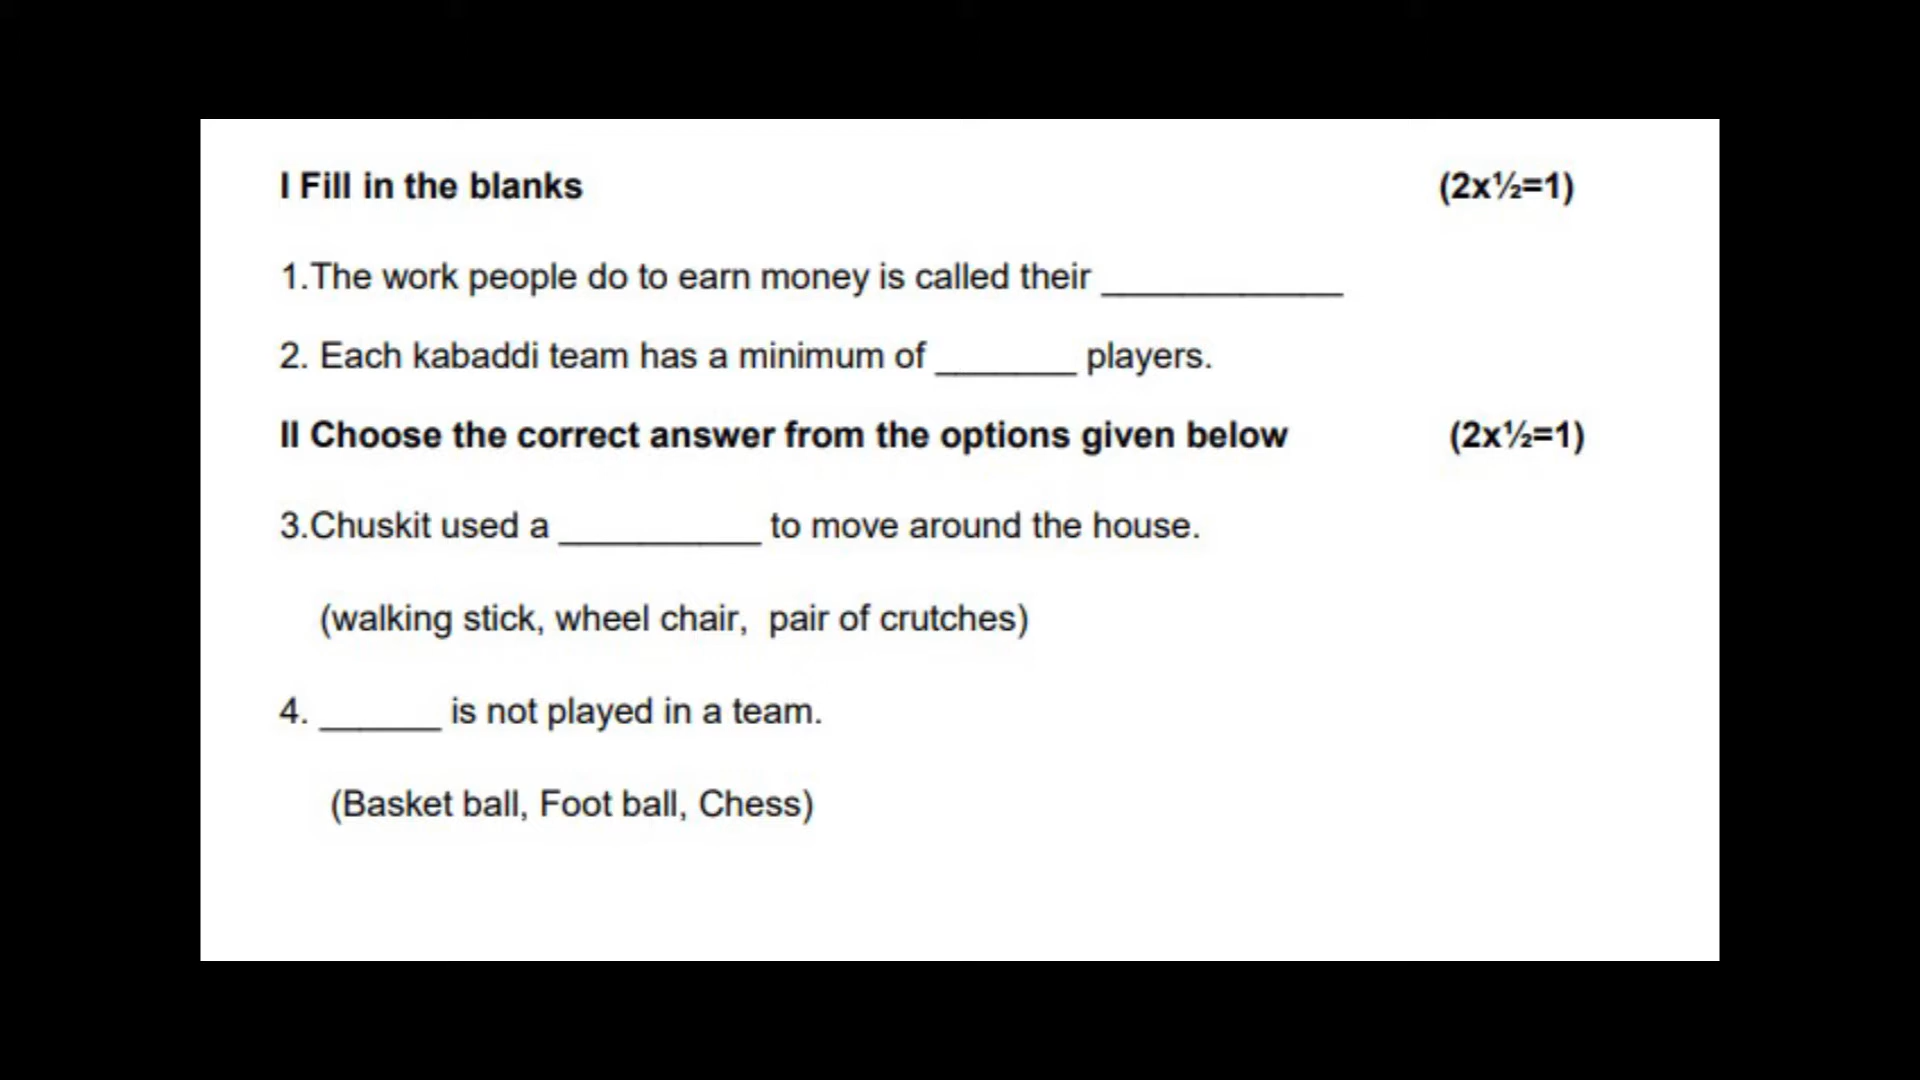 I Fill in the blanks (2x½=1)
1.The work people do to earn money is called their ____________
2. Each kabaddi team has a minimum of _______ players.
II Choose the correct answer from the options given below (2x½=1)
3.Chuskit used a __________ to move around the house.
(walking stick, wheel chair, pair of crutches)
4. ______ is not played in a team.
(Basket ball, Foot ball, Chess)